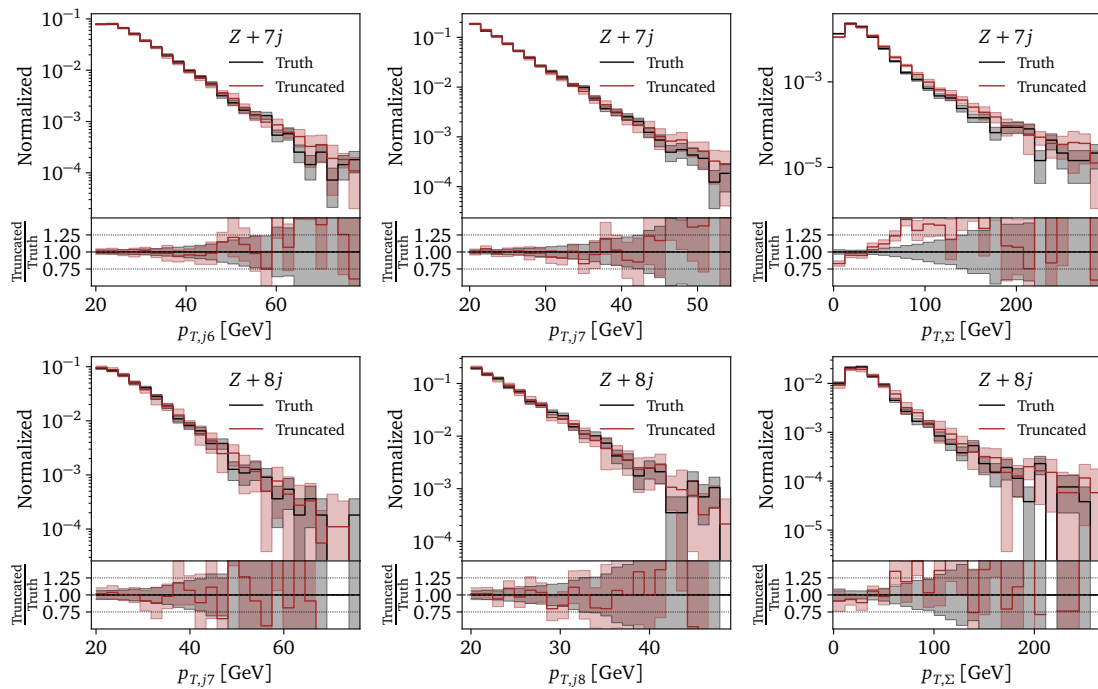 Z + 7j
Truth
Truncated
Normalized
10⁻¹
10⁻²
10⁻³
10⁻⁴
Truncated
Truth
1.25
1.00
0.75
20 40 60
p_{T,j6} [GeV]
Z + 7j
Truth
Truncated
Normalized
10⁻¹
10⁻²
10⁻³
10⁻⁴
Truncated
Truth
1.25
1.00
0.75
20 30 40 50
p_{T,j7} [GeV]
Z + 7j
Truth
Truncated
Normalized
10⁻³
10⁻⁵
Truncated
Truth
1.25
1.00
0.75
0 100 200
p_{T,Σ} [GeV]
Z + 8j
Truth
Truncated
Normalized
10⁻¹
10⁻²
10⁻³
10⁻⁴
Truncated
Truth
1.25
1.00
0.75
20 40 60
p_{T,j7} [GeV]
Z + 8j
Truth
Truncated
Normalized
10⁻¹
10⁻²
10⁻³
10⁻⁴
Truncated
Truth
1.25
1.00
0.75
20 30 40
p_{T,j8} [GeV]
Z + 8j
Truth
Truncated
Normalized
10⁻²
10⁻³
10⁻⁴
10⁻⁵
Truncated
Truth
1.25
1.00
0.75
0 100 200
p_{T,Σ} [GeV]